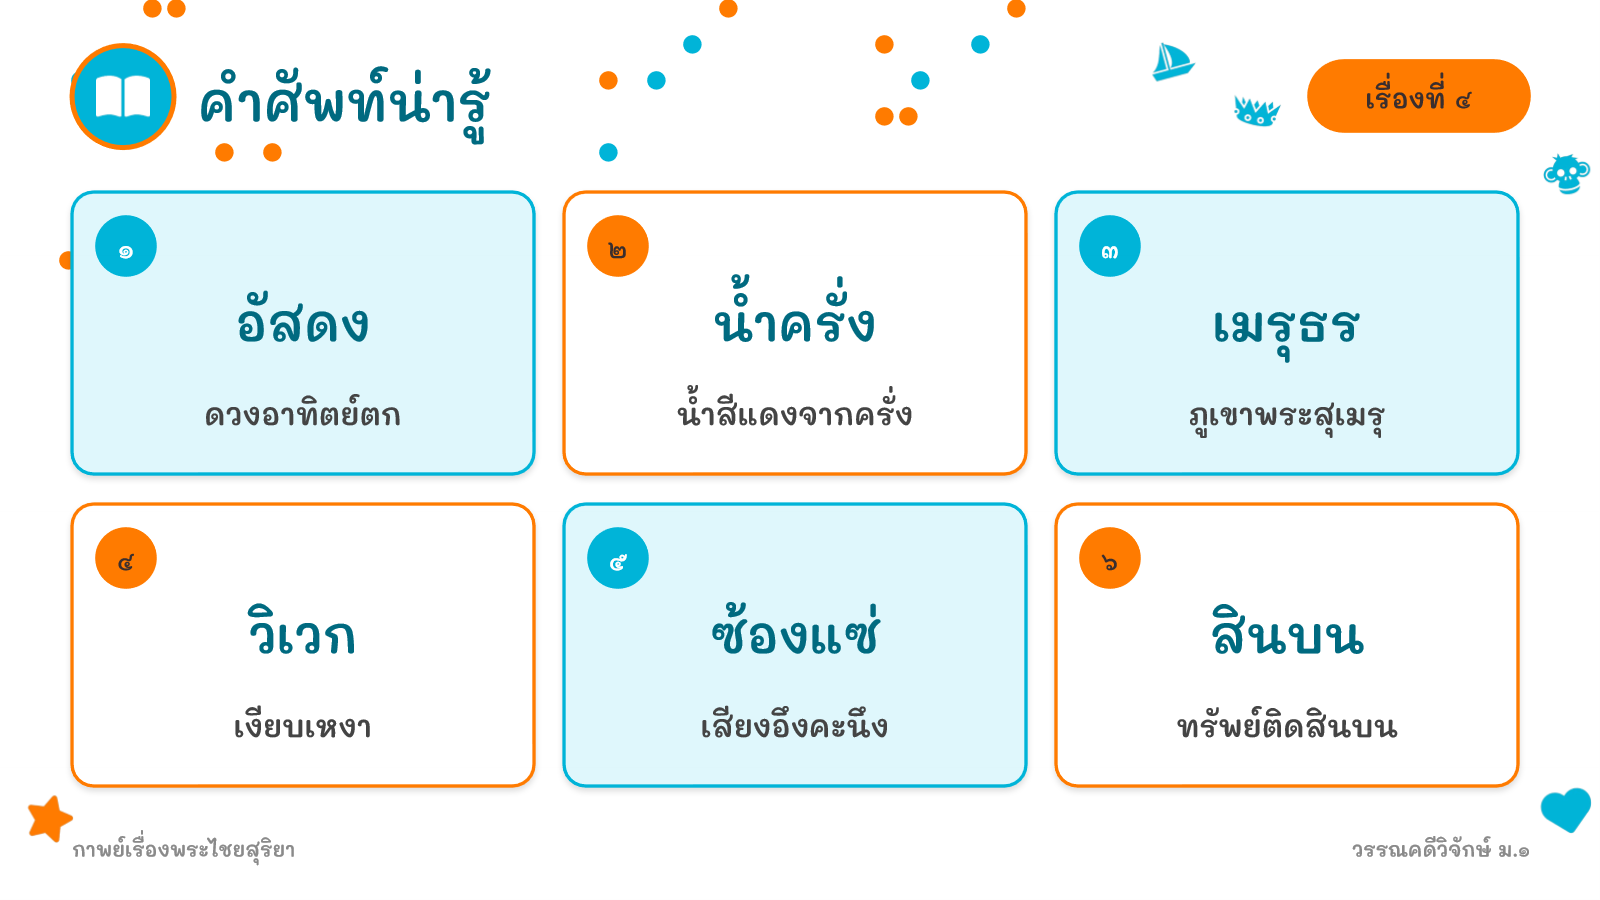 คำศัพท์น่ารู้
เรื่องที่ ๔
๑
อัสดง
ดวงอาทิตย์ตก
๒
น้ำครั่ง
น้ำสีแดงจากครั่ง
๓
เมรุธร
ภูเขาพระสุเมรุ
๔
วิเวก
เงียบเหงา
๕
ซ้องแซ่
เสียงอึงคะนึง
๖
สินบน
ทรัพย์ติดสินบน
กาพย์เรื่องพระไชยสุริยา
วรรณคดีวิจักษ์ ม.๑